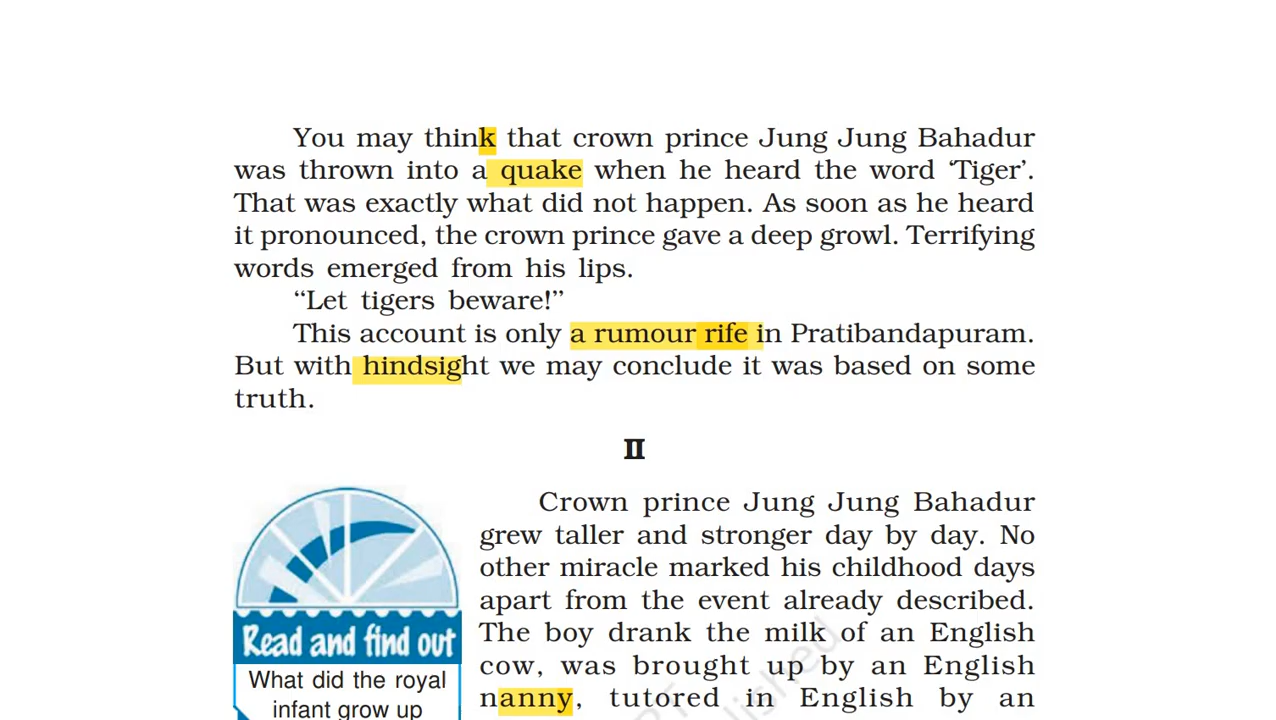 You may think that crown prince Jung Jung Bahadur
was thrown into a quake when he heard the word ‘Tiger’.
That was exactly what did not happen. As soon as he heard
it pronounced, the crown prince gave a deep growl. Terrifying
words emerged from his lips.
“Let tigers beware!”
This account is only a rumour rife in Pratibandapuram.
But with hindsight we may conclude it was based on some
truth.
II
Crown prince Jung Jung Bahadur
grew taller and stronger day by day. No
other miracle marked his childhood days
apart from the event already described.
The boy drank the milk of an English
cow, was brought up by an English
nanny, tutored in English by an
Read and find out
What did the royal
infant grow up